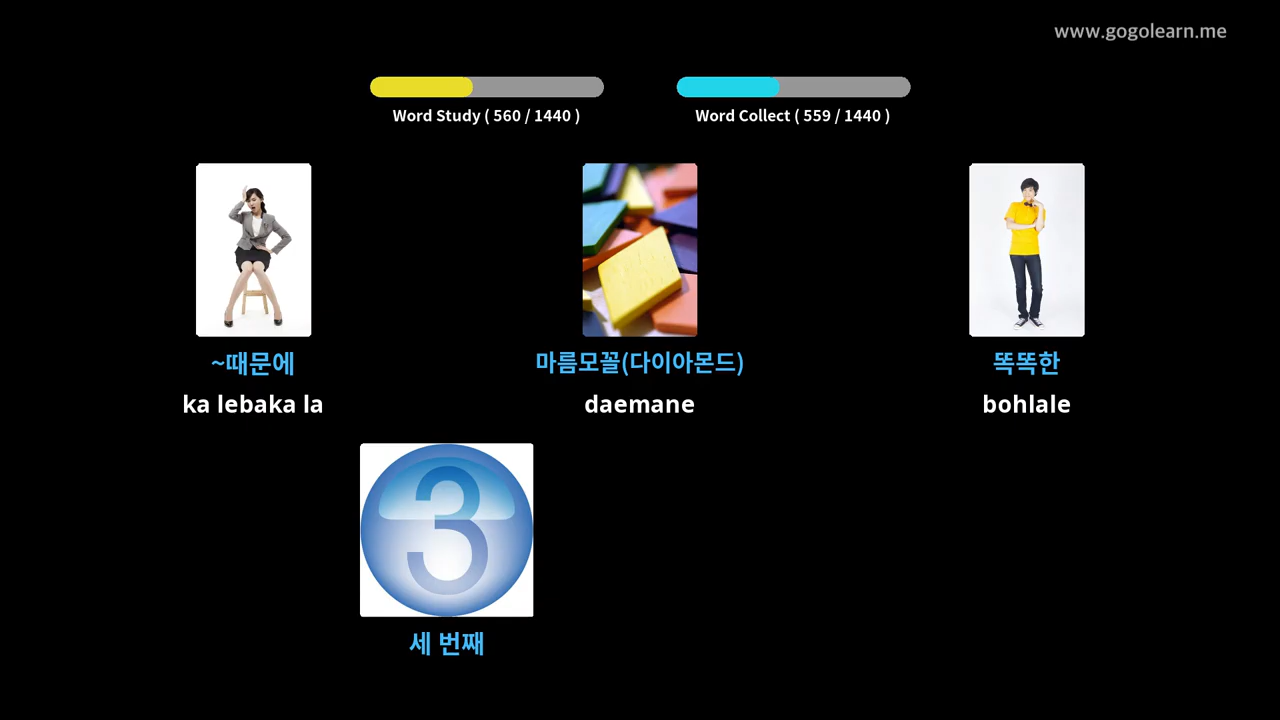 www.gogolearn.me
Word Study ( 560 / 1440 )
Word Collect ( 559 / 1440 )
~때문에
마름모꼴(다이아몬드)
똑똑한
ka lebaka la
daemane
bohlale
3
세 번째